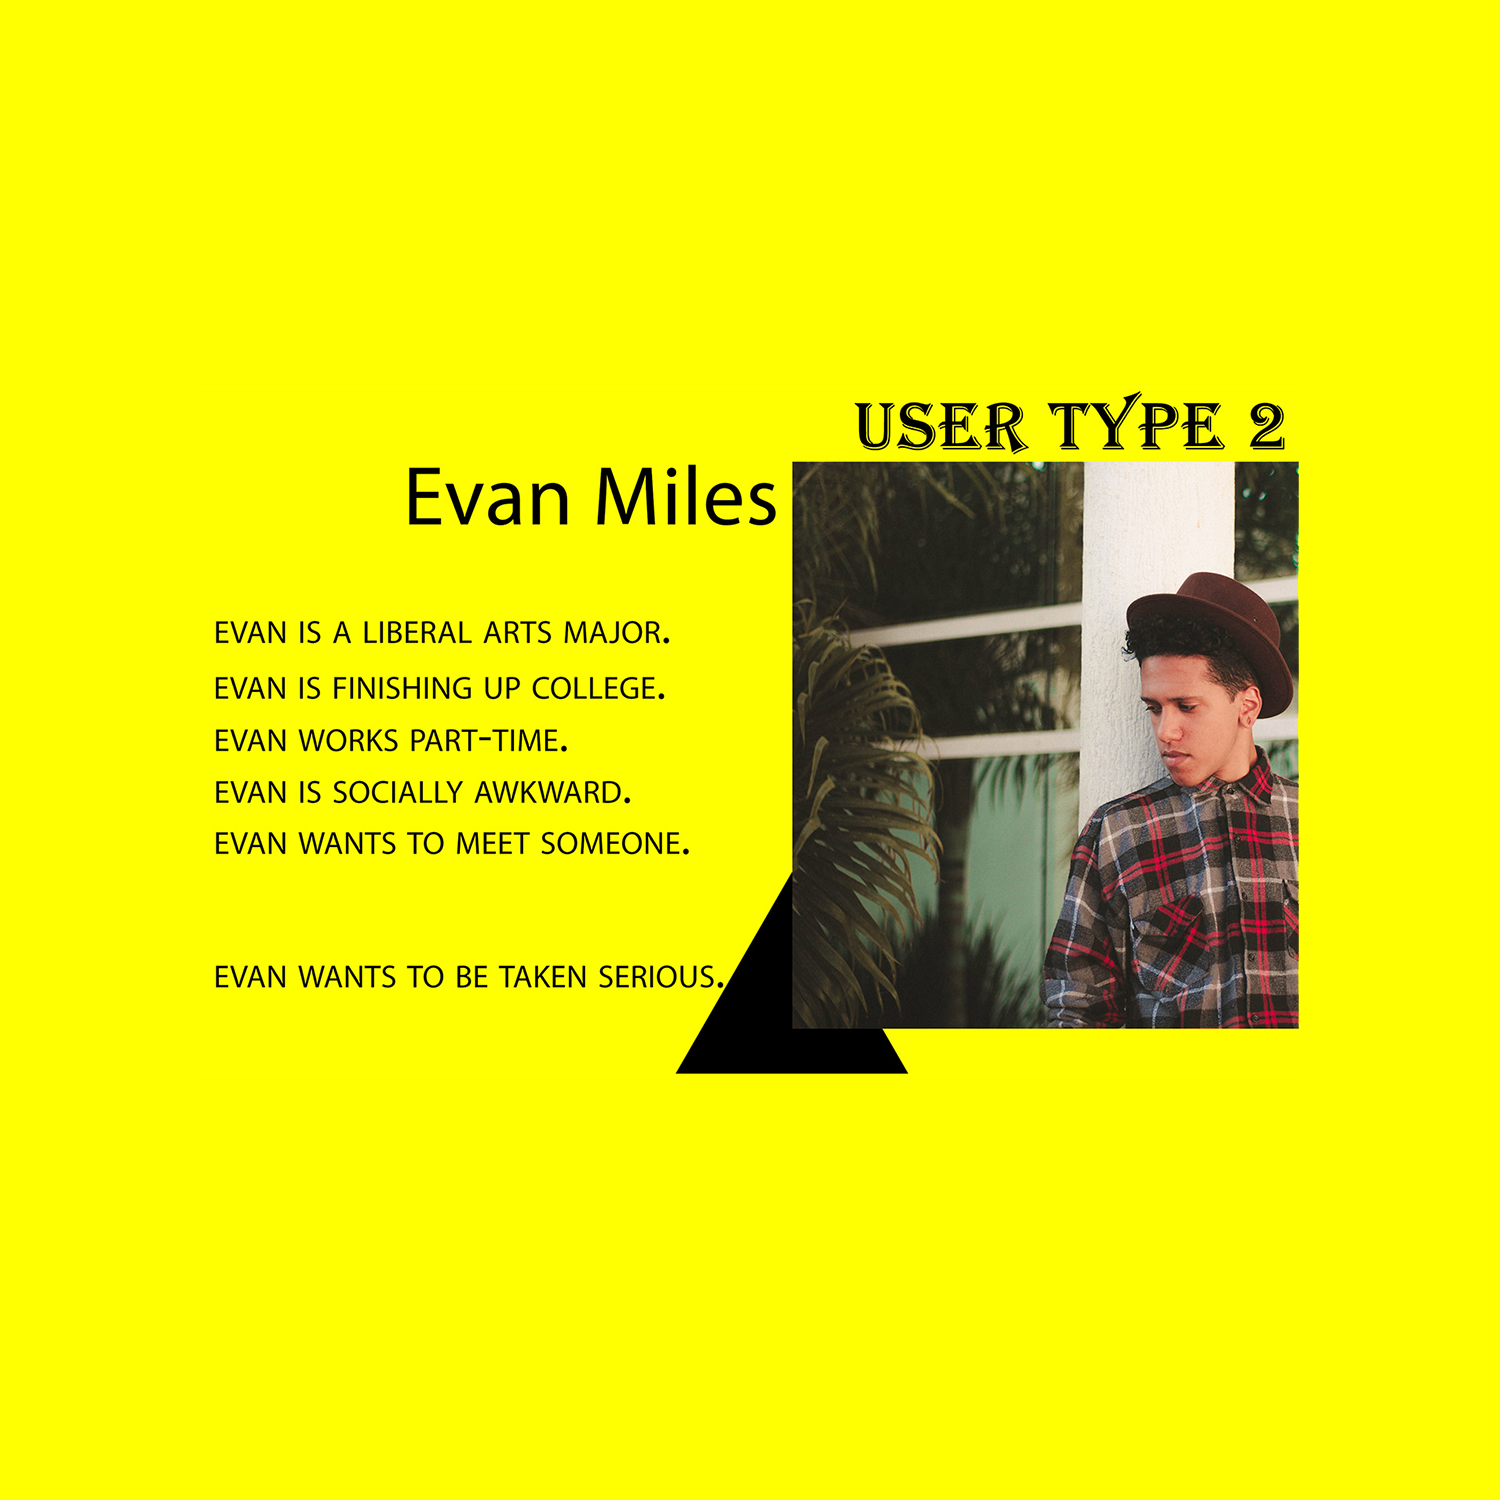 USER TYPE 2
Evan Miles
EVAN IS A LIBERAL ARTS MAJOR.
EVAN IS FINISHING UP COLLEGE.
EVAN WORKS PART-TIME.
EVAN IS SOCIALLY AWKWARD.
EVAN WANTS TO MEET SOMEONE.
EVAN WANTS TO BE TAKEN SERIOUS.